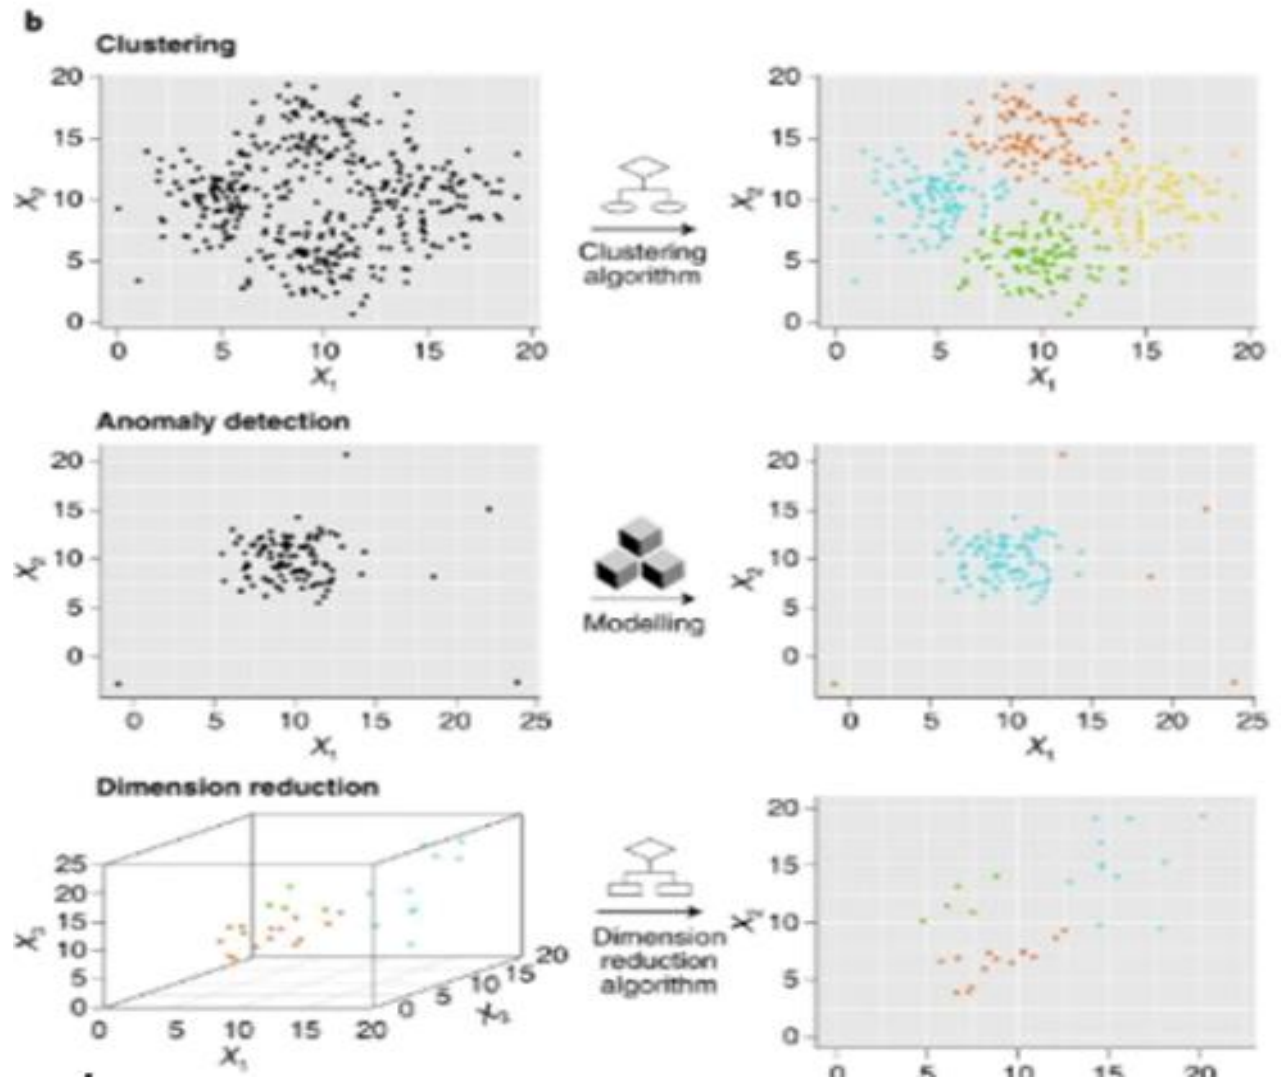 b
Clustering
20
15
10
5
0
X₂
0 5 10 15 20
X₁
Clustering
algorithm
20
15
10
5
0
X₂
0 5 10 15 20
X₁
Anomaly detection
20
15
10
5
0
X₂
0 5 10 15 20 25
X₁
Modelling
20
15
10
5
0
X₂
0 5 10 15 20 25
X₁
Dimension reduction
25
20
15
10
5
0
X₃
0 5 10 15 20
X₁
0 5 10 15 20
Dimension
reduction
algorithm
20
15
10
5
0
X₂
0 5 10 15 20